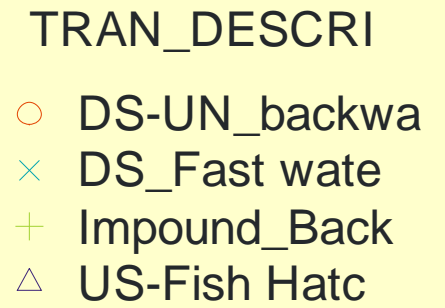 TRAN_DESCRI
DS-UN_backwa
DS_Fast wate
Impound_Back
US-Fish Hatc